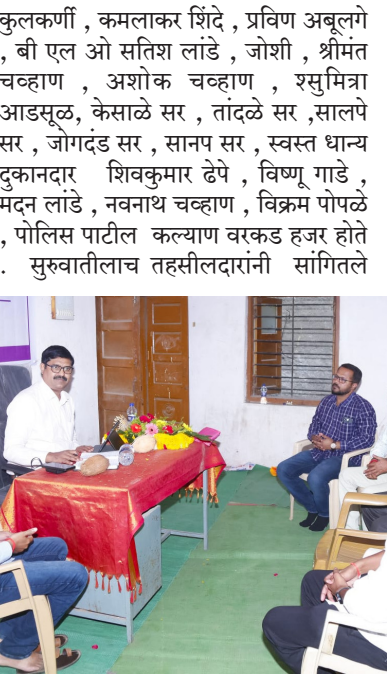 कुलकर्णी , कमलाकर शिंदे , प्रविण अबूलगे
, बी एल ओ सतिश लांडे , जोशी , श्रीमंत
चव्हाण , अशोक चव्हाण , श्सुमित्रा
आडसूळ, केसाळे सर , तांदळे सर ,सालपे
सर , जोगदंड सर , सानप सर , स्वस्त धान्य
दुकानदार शिवकुमार ढेपे , विष्णू गाडे ,
मदन लांडे , नवनाथ चव्हाण , विक्रम पोपळे
, पोलिस पाटील कल्याण वरकड हजर होते
. सुरुवातीलाच तहसीलदारांनी सांगितले